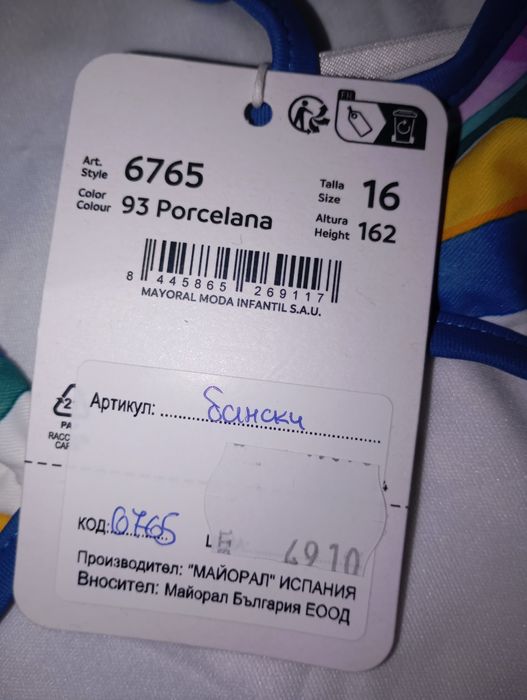 FR
Art.
Style 6765
Talla
Size 16
Color
Colour 93 Porcelana
Altura
Height 162
8 445865 269117
MAYORAL MODA INFANTIL S.A.U.
Артикул: бански
КОД: 6765
4910
Производител: "МАЙОРАЛ" ИСПАНИЯ
Вносител: Майорал България ЕООД